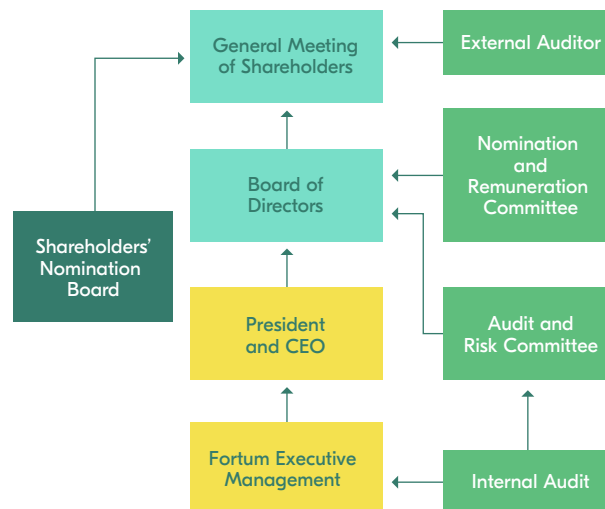 General Meeting
of Shareholders
External Auditor
Nomination
and
Remuneration
Committee
Board of
Directors
Shareholders’
Nomination
Board
President
and CEO
Audit and
Risk Committee
Fortum Executive
Management
Internal Audit